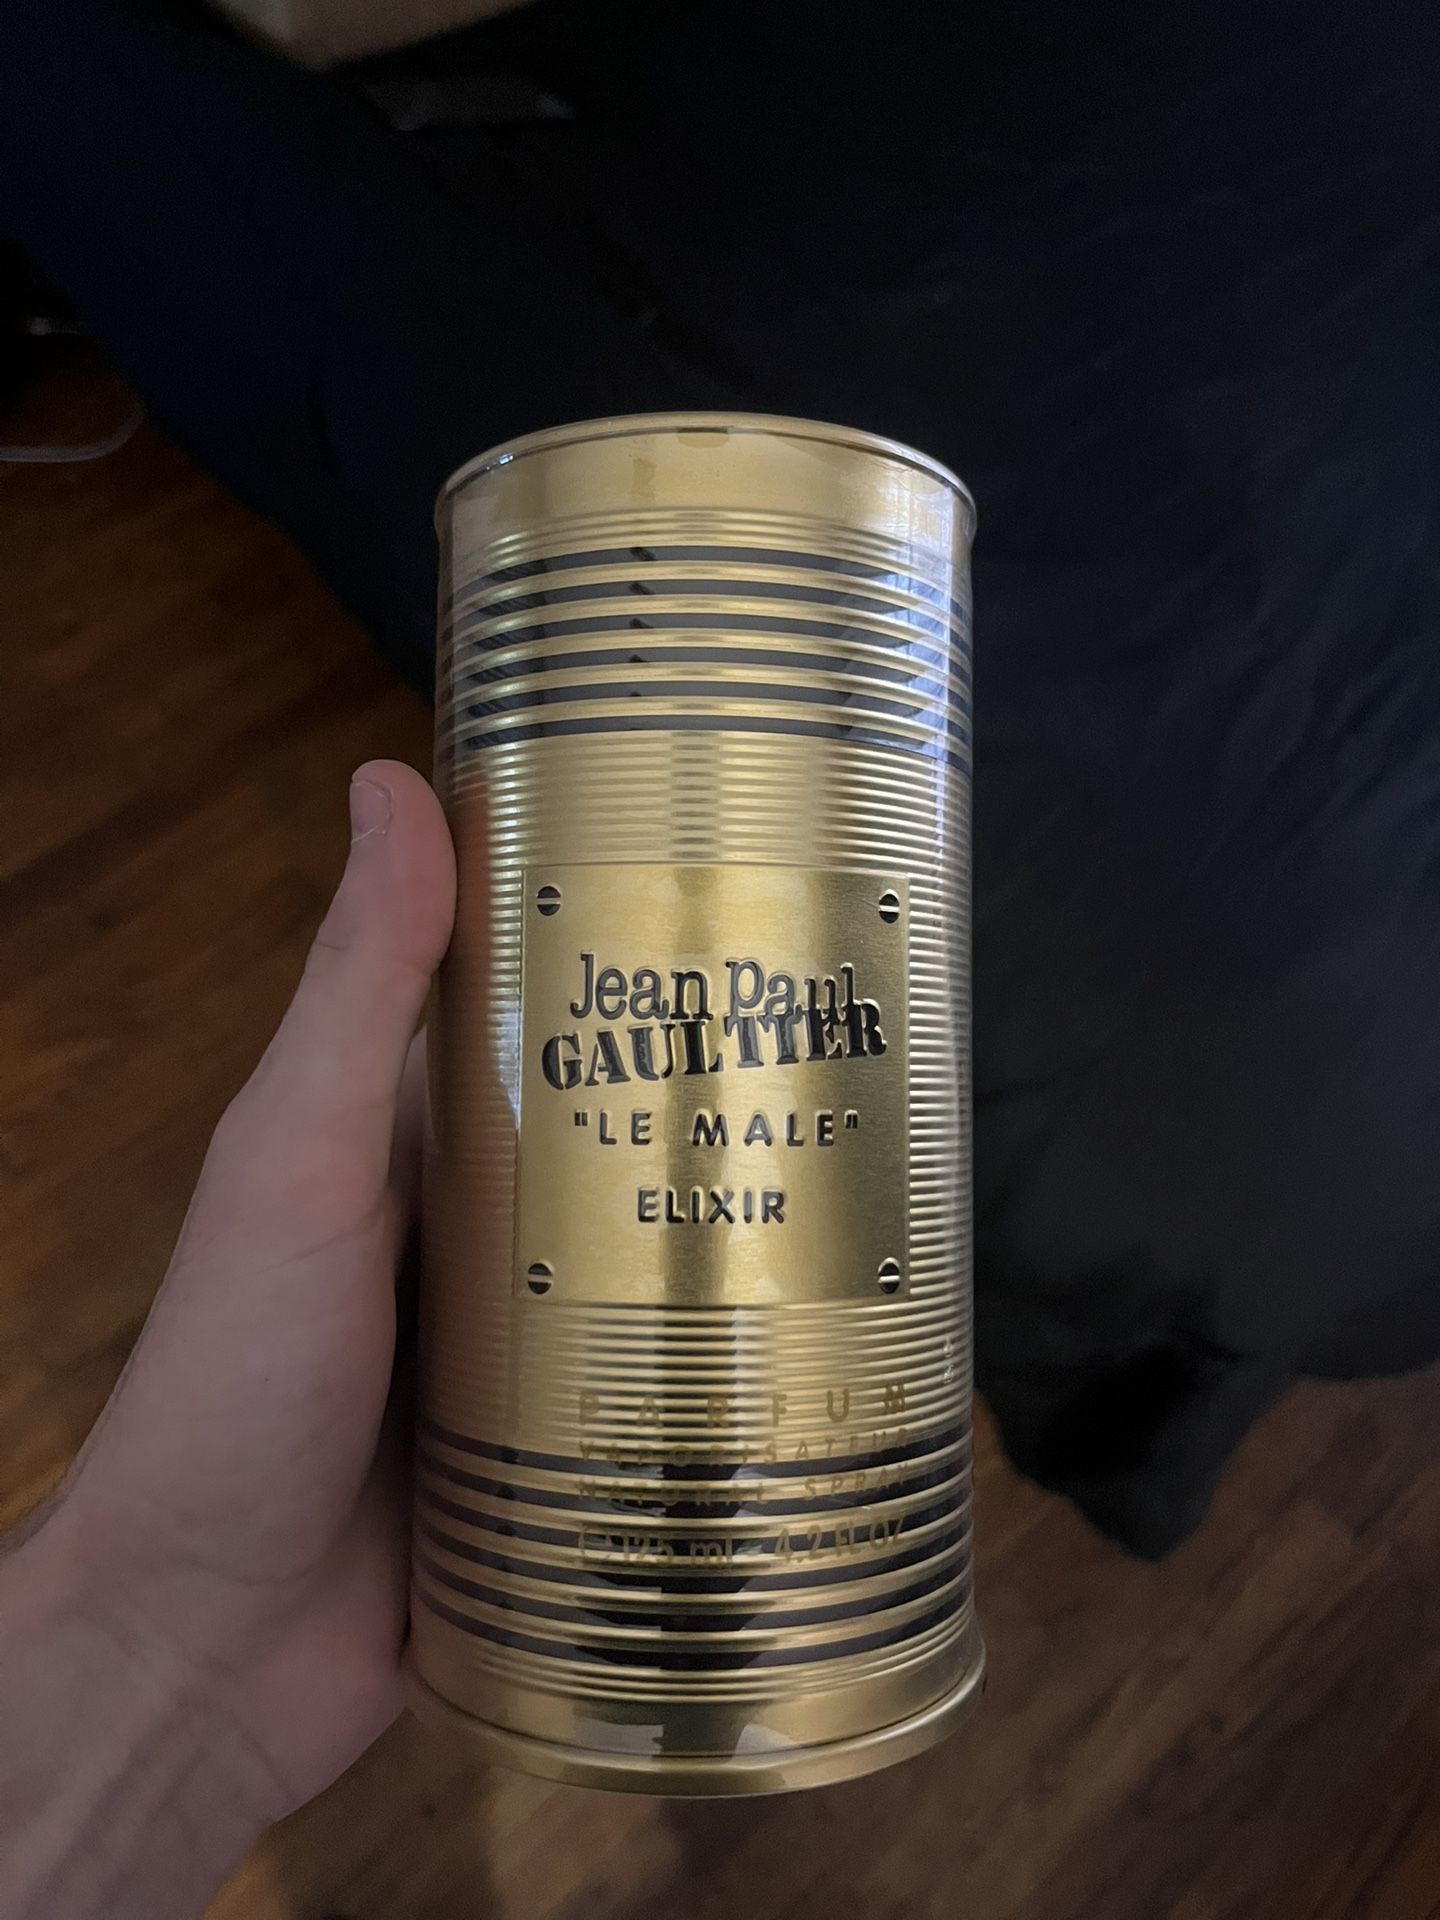 Jean Paul
GAULTIER
"LE MALE"
ELIXIR
PARFUM
VAPORISATEUR
NATURAL SPRAY
℮ 125 ml - 4.2 Fl.OZ